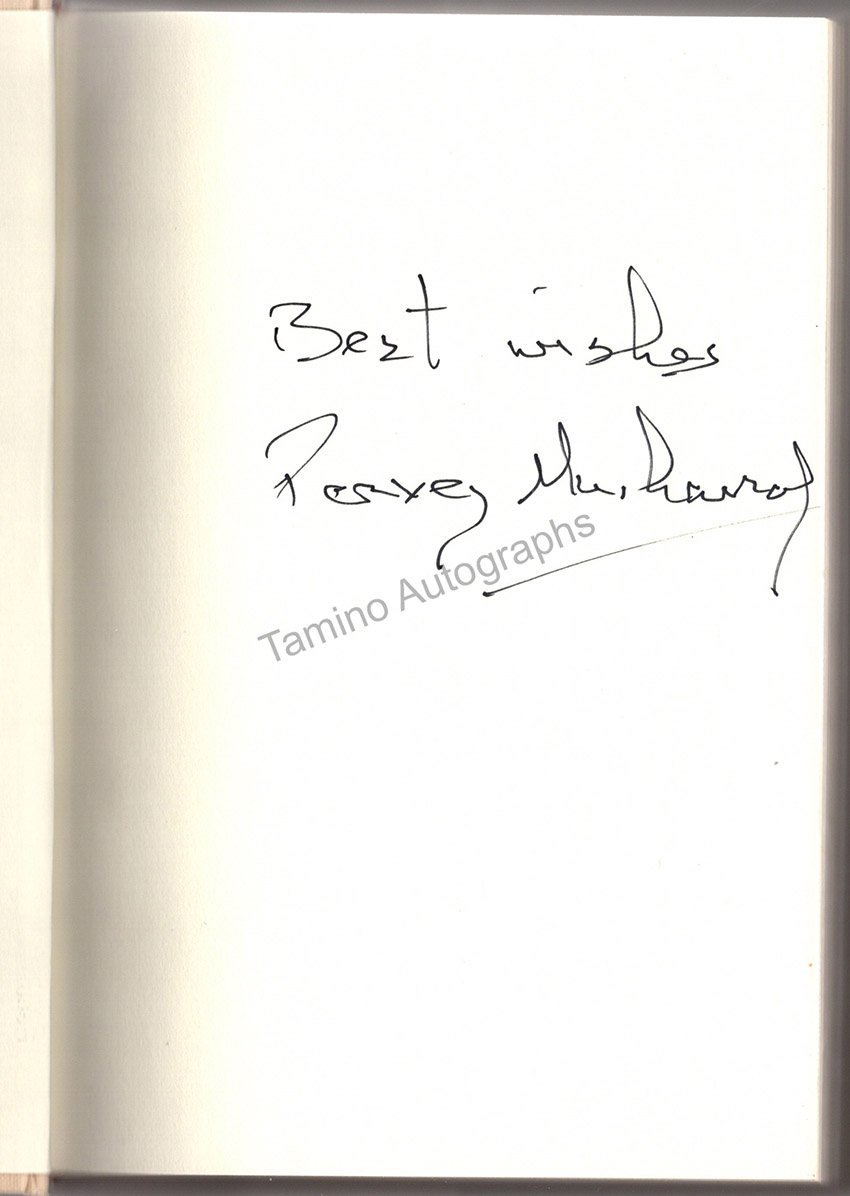 Best wishes
Pervez Musharraf
Tamino Autographs